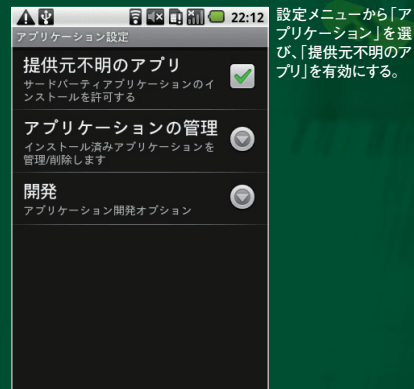 22:12
アプリケーション設定
提供元不明のアプリ
サードパーティアプリケーションのイ
ンストールを許可する
アプリケーションの管理
インストール済みアプリケーションを
管理/削除します
開発
アプリケーション開発オプション
設定メニューから「ア
プリケーション」を選
び、「提供元不明のア
プリ」を有効にする。